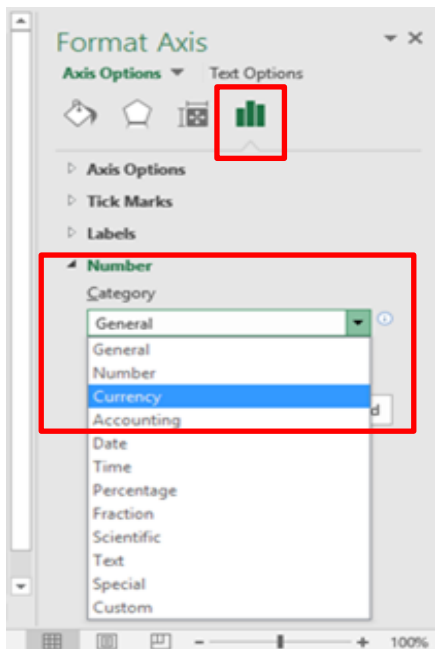 Format Axis
Axis Options Text Options
Axis Options
Tick Marks
Labels
Number
Category
General
General
Number
Currency
Accounting
d
Date
Time
Percentage
Fraction
Scientific
Text
Special
Custom
- + 100%